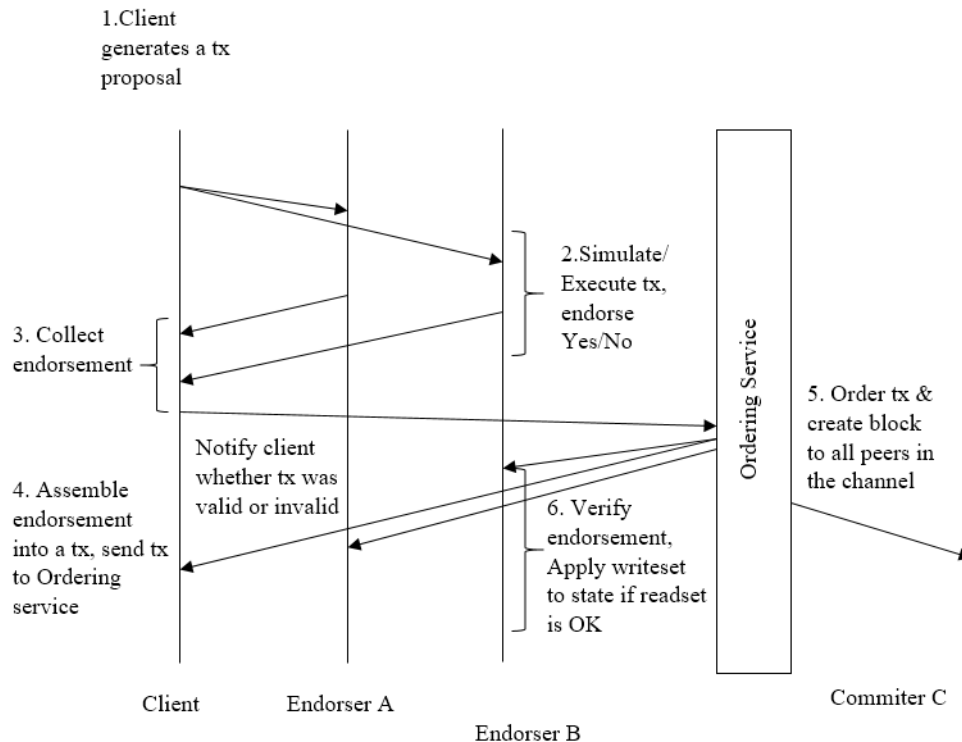 1.Client
generates a tx
proposal
2.Simulate/
Execute tx,
endorse
Yes/No
3. Collect
endorsement
Ordering Service
5. Order tx &
create block
to all peers in
the channel
Notify client
whether tx was
valid or invalid
4. Assemble
endorsement
into a tx, send tx
to Ordering
service
6. Verify
endorsement,
Apply writeset
to state if readset
is OK
Client
Endorser A
Endorser B
Commiter C